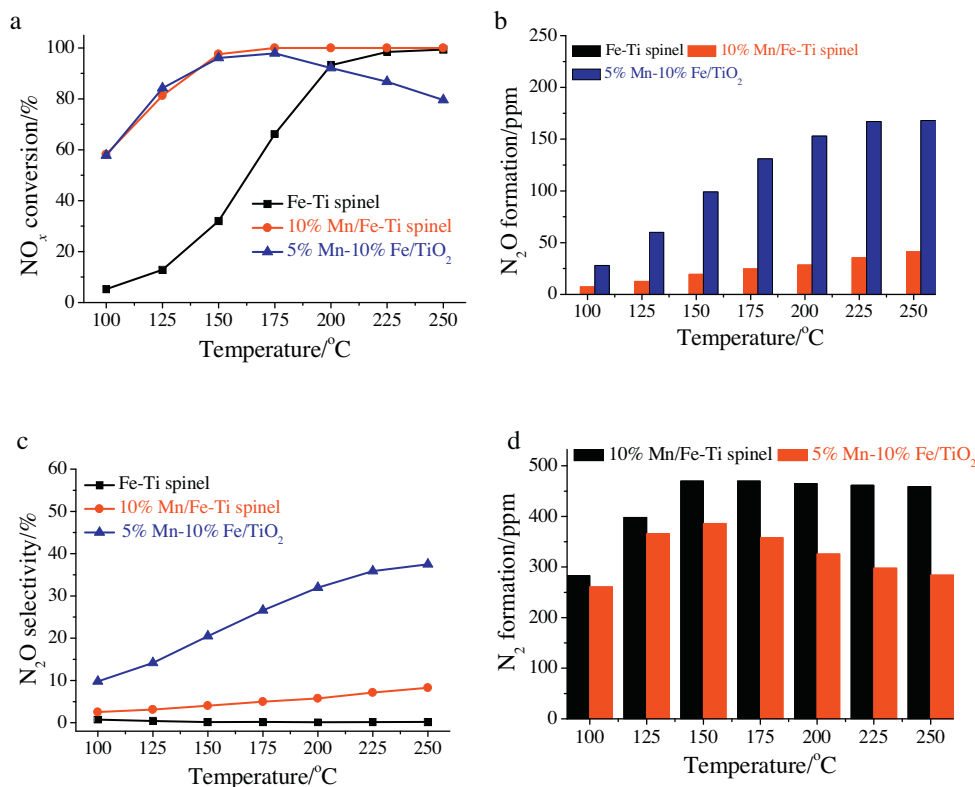 a
NOx conversion/%
100
80
60
40
20
0
Fe-Ti spinel
10% Mn/Fe-Ti spinel
5% Mn-10% Fe/TiO2
100 125 150 175 200 225 250
Temperature/oC
b
N2O formation/ppm
250
200
150
100
50
0
Fe-Ti spinel 10% Mn/Fe-Ti spinel
5% Mn-10% Fe/TiO2
100 125 150 175 200 225 250
Temperature/oC
c
N2O selectivity/%
60
50
40
30
20
10
0
Fe-Ti spinel
10% Mn/Fe-Ti spinel
5% Mn-10% Fe/TiO2
100 125 150 175 200 225 250
Temperature/oC
d
N2 formation/ppm
500
400
300
200
100
0
10% Mn/Fe-Ti spinel 5% Mn-10% Fe/TiO2
100 125 150 175 200 225 250
Temperature/oC